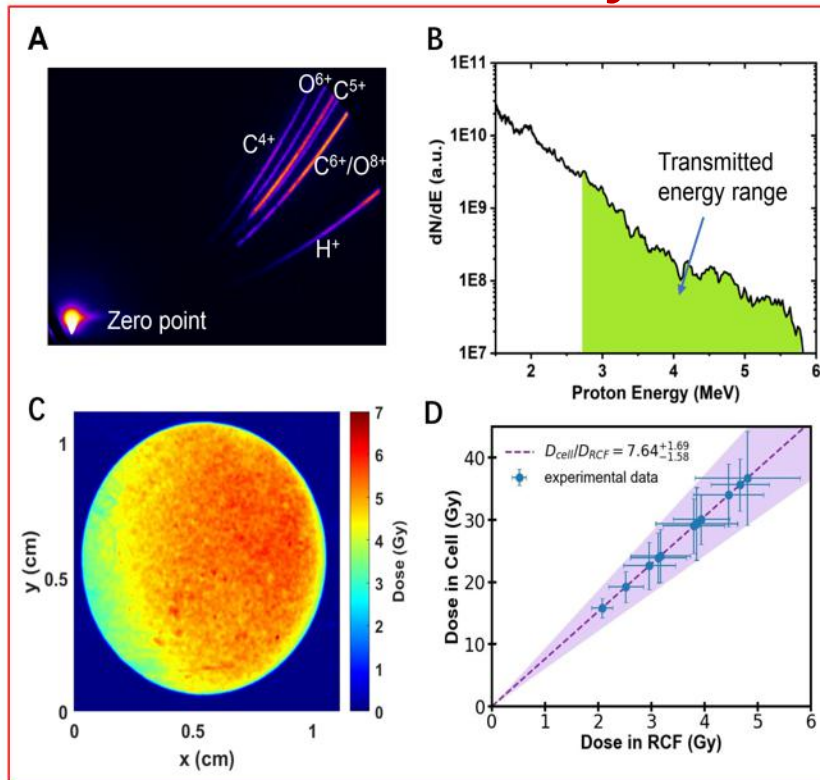 A
O6+
C5+
C4+
C6+/O8+
H+
Zero point
B
1E11
1E10
1E9
1E8
1E7
dN/dE (a.u.)
Transmitted
energy range
2 3 4 5 6
Proton Energy (MeV)
C
1
0.5
0
y (cm)
0 0.5 1
x (cm)
7
6
5
4
3
2
1
0
Dose (Gy)
D
D_cell/D_RCF = 7.64 +1.69 −1.58
experimental data
40
30
20
10
0
Dose in Cell (Gy)
0 1 2 3 4 5 6
Dose in RCF (Gy)